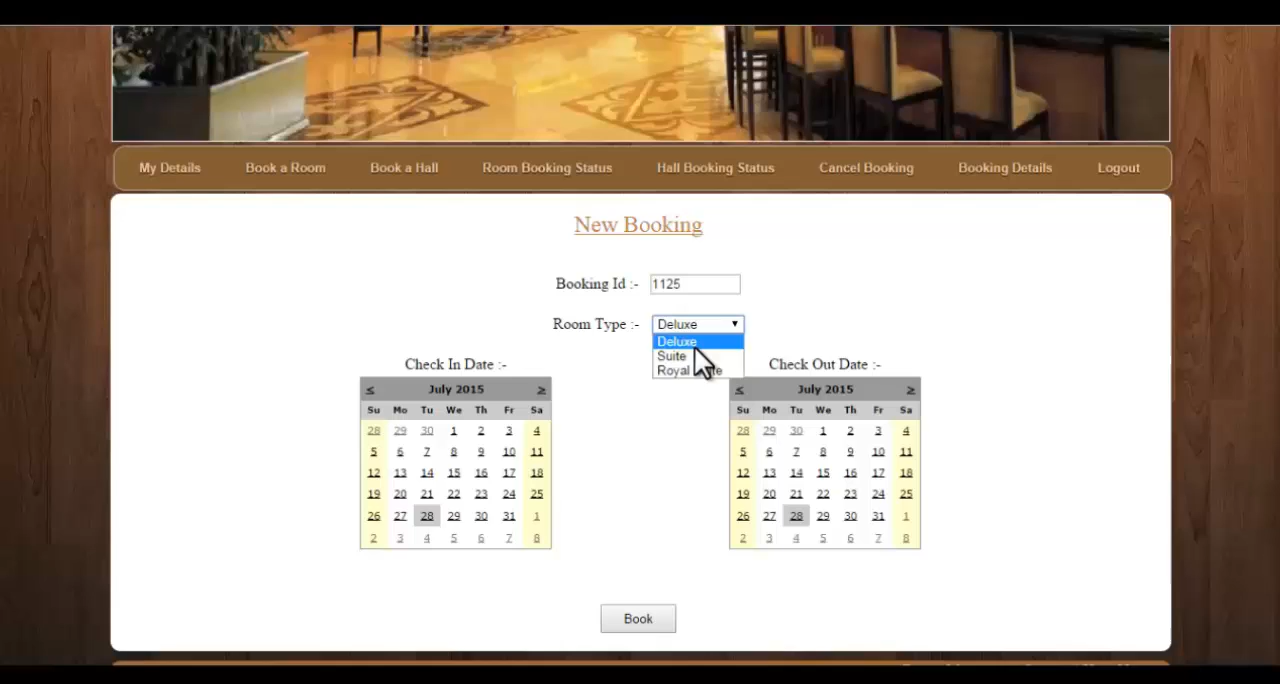 My Details Book a Room Book a Hall Room Booking Status Hall Booking Status Cancel Booking Booking Details Logout
New Booking
Booking Id :- 1125
Room Type :- Deluxe
Deluxe
Suite
Royal
Check In Date :- Check Out Date :-
< July 2015 > < July 2015 >
Su Mo Tu We Th Fr Sa Su Mo Tu We Th Fr Sa
28 29 30 1 2 3 4 28 29 30 1 2 3 4
5 6 7 8 9 10 11 5 6 7 8 9 10 11
12 13 14 15 16 17 18 12 13 14 15 16 17 18
19 20 21 22 23 24 25 19 20 21 22 23 24 25
26 27 28 29 30 31 1 26 27 28 29 30 31 1
2 3 4 5 6 7 8 2 3 4 5 6 7 8
Book